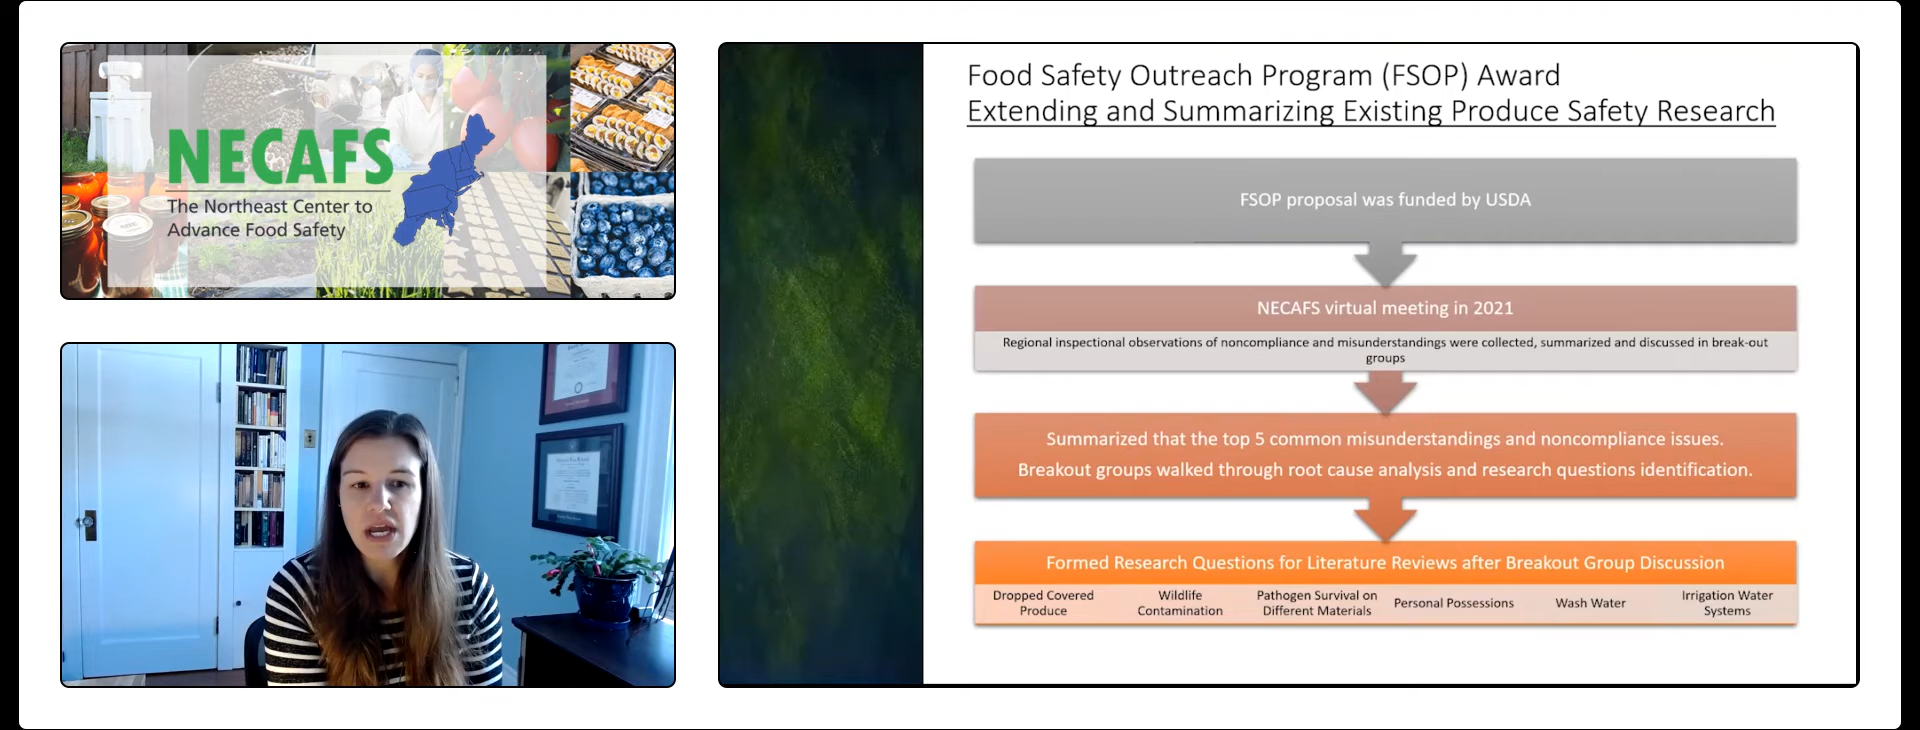 NECAFS
The Northeast Center to
Advance Food Safety
Food Safety Outreach Program (FSOP) Award
Extending and Summarizing Existing Produce Safety Research
FSOP proposal was funded by USDA
NECAFS virtual meeting in 2021
Regional inspectional observations of noncompliance and misunderstandings were collected, summarized and discussed in break-out
groups
Summarized that the top 5 common misunderstandings and noncompliance issues.
Breakout groups walked through root cause analysis and research questions identification.
Formed Research Questions for Literature Reviews after Breakout Group Discussion
Dropped Covered
Produce
Wildlife
Contamination
Pathogen Survival on
Different Materials
Personal Possessions
Wash Water
Irrigation Water
Systems